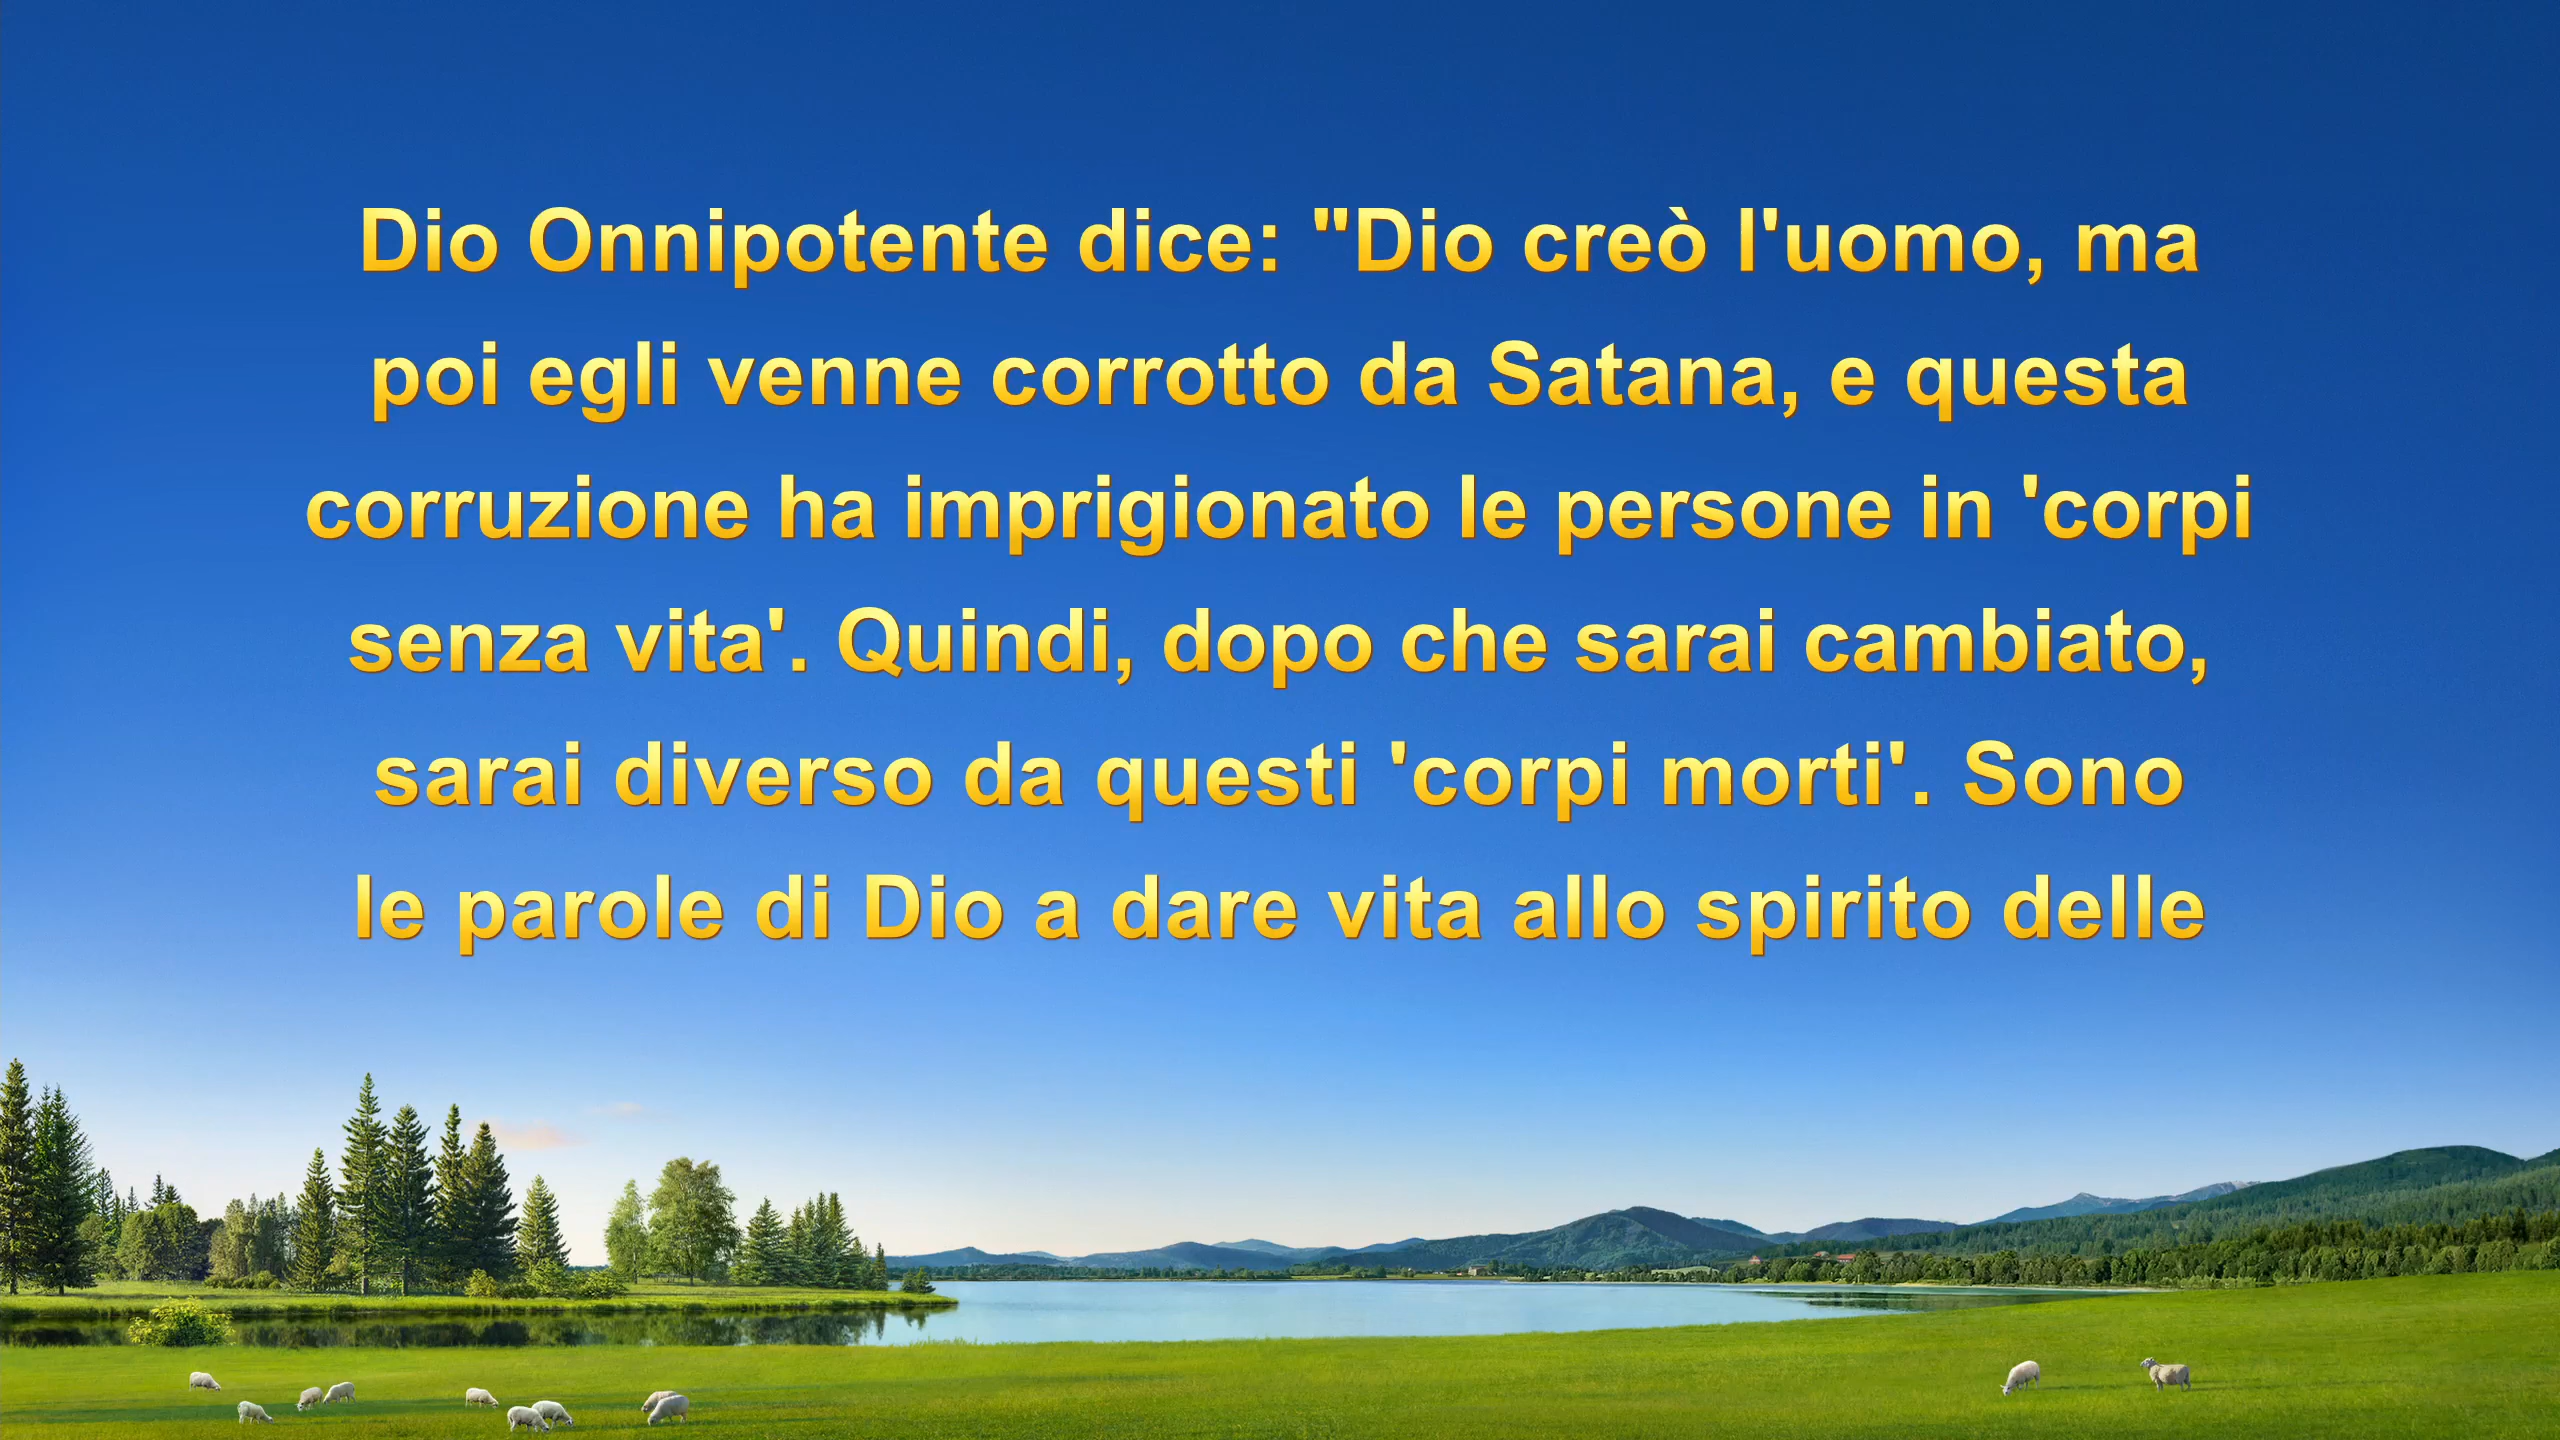 Dio Onnipotente dice: "Dio creò l'uomo, ma
poi egli venne corrotto da Satana, e questa
corruzione ha imprigionato le persone in 'corpi
senza vita'. Quindi, dopo che sarai cambiato,
sarai diverso da questi 'corpi morti'. Sono
le parole di Dio a dare vita allo spirito delle